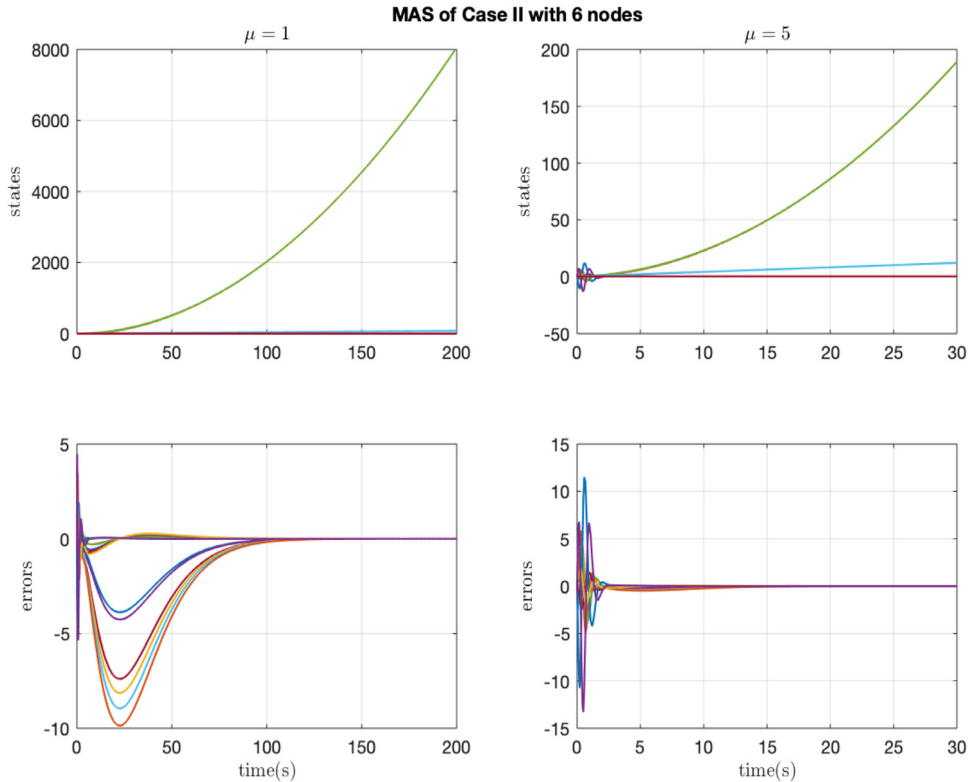 MAS of Case II with 6 nodes
μ = 1
8000
6000
4000
2000
0
states
0 50 100 150 200
μ = 5
200
150
100
50
0
-50
states
0 5 10 15 20 25 30
5
0
-5
-10
errors
0 50 100 150 200
time(s)
15
10
5
0
-5
-10
-15
errors
0 5 10 15 20 25 30
time(s)